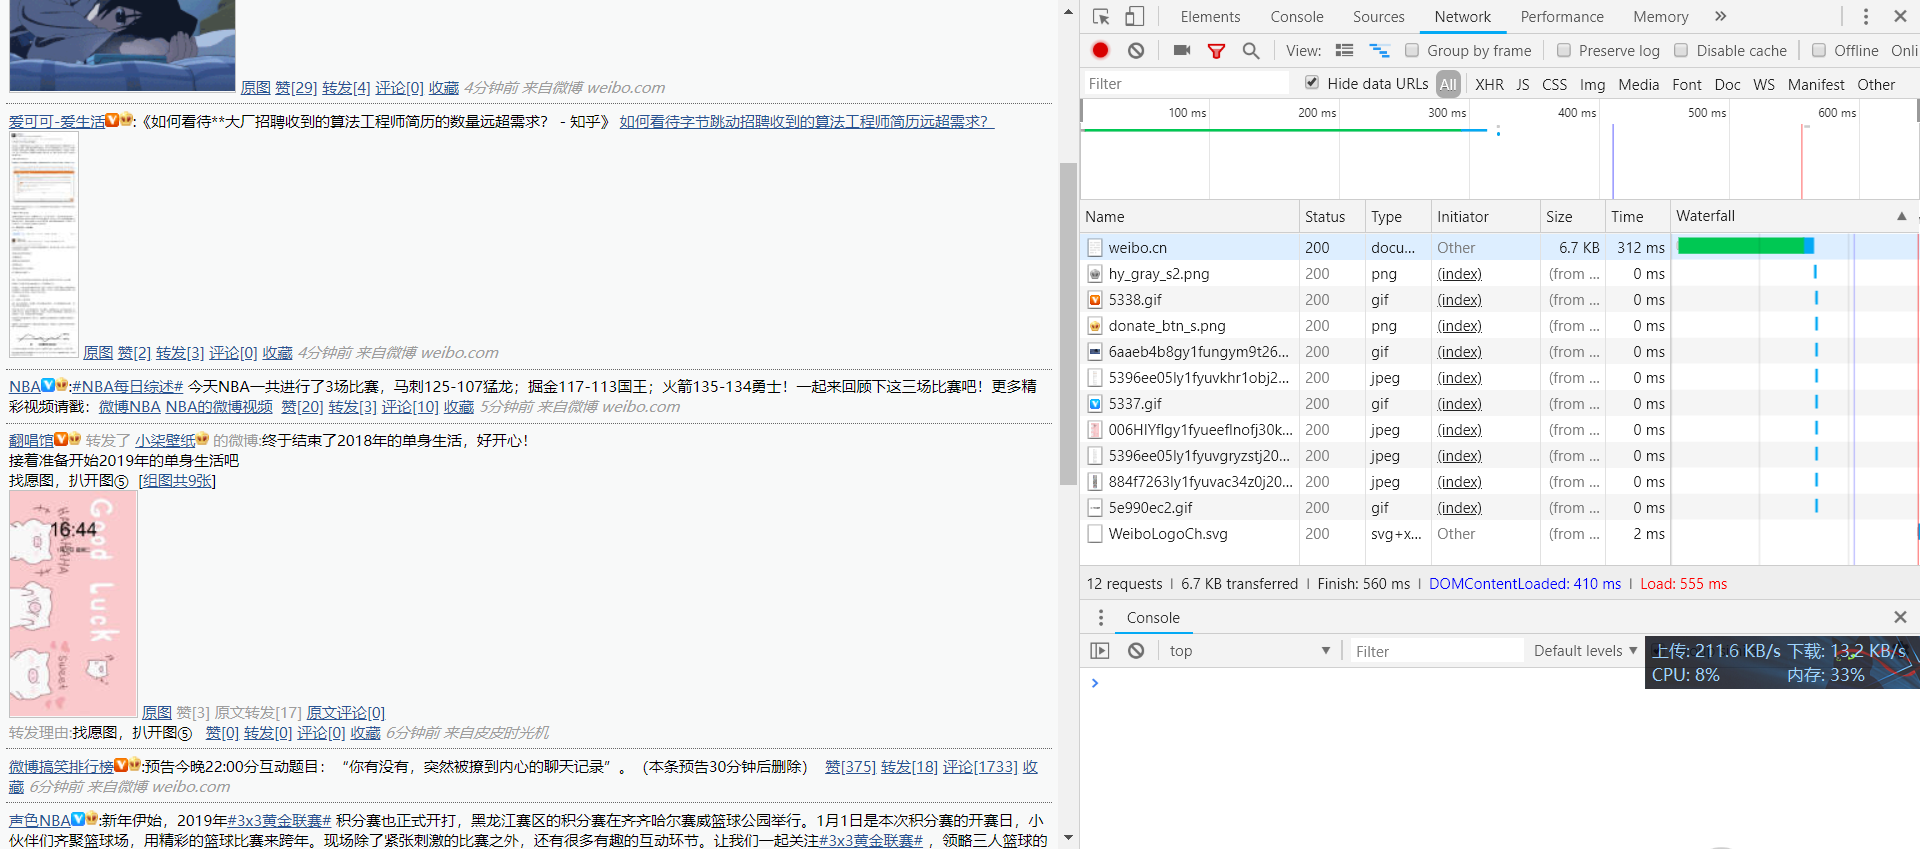 原图 赞[29] 转发[4] 评论[0] 收藏 4分钟前 来自微博 weibo.com
爱可可-爱生活:《如何看待**大厂招聘收到的算法工程师简历的数量远超需求？ - 知乎》 如何看待字节跳动招聘收到的算法工程师简历远超需求？
原图 赞[2] 转发[3] 评论[0] 收藏 4分钟前 来自微博 weibo.com
NBA:#NBA每日综述# 今天NBA一共进行了3场比赛，马刺125-107猛龙；掘金117-113国王；火箭135-134勇士！一起来回顾下这三场比赛吧！更多精
彩视频请戳：微博NBA NBA的微博视频 赞[20] 转发[3] 评论[10] 收藏 5分钟前 来自微博 weibo.com
翻唱馆 转发了 小柒壁纸 的微博:终于结束了2018年的单身生活，好开心！
接着准备开始2019年的单身生活吧
找愿图，扒开图⑤ [组图共9张]
Good Luck
16:44
HAHAHAHA
Sweet
原图 赞[3] 原文转发[17] 原文评论[0]
转发理由:找愿图，扒开图⑤ 赞[0] 转发[0] 评论[0] 收藏 6分钟前 来自皮皮时光机
微博搞笑排行榜:预告今晚22:00分互动题目：“你有没有，突然被撩到内心的聊天记录”。（本条预告30分钟后删除） 赞[375] 转发[18] 评论[1733] 收
藏 6分钟前 来自微博 weibo.com
声色NBA:新年伊始，2019年#3x3黄金联赛# 积分赛也正式开打，黑龙江赛区的积分赛在齐齐哈尔赛威篮球公园举行。1月1日是本次积分赛的开赛日，小
伙伴们齐聚篮球场，用精彩的篮球比赛来跨年。现场除了紧张刺激的比赛之外，还有很多有趣的互动环节。让我们一起关注#3x3黄金联赛# ，领略三人篮球的
Elements Console Sources Network Performance Memory »
View: Group by frame Preserve log Disable cache Offline Onli
Filter Hide data URLs All XHR JS CSS Img Media Font Doc WS Manifest Other
100 ms 200 ms 300 ms 400 ms 500 ms 600 ms
Name Status Type Initiator Size Time Waterfall
weibo.cn 200 docu... Other 6.7 KB 312 ms
hy_gray_s2.png 200 png (index) (from ... 0 ms
5338.gif 200 gif (index) (from ... 0 ms
donate_btn_s.png 200 png (index) (from ... 0 ms
6aaeb4b8gy1fungym9t26... 200 gif (index) (from ... 0 ms
5396ee05ly1fyuvkhr1obj2... 200 jpeg (index) (from ... 0 ms
5337.gif 200 gif (index) (from ... 0 ms
006HIYfIgy1fyueeflnofj30k... 200 jpeg (index) (from ... 0 ms
5396ee05ly1fyuvgryzstj20... 200 jpeg (index) (from ... 0 ms
884f7263ly1fyuvac34z0j20... 200 jpeg (index) (from ... 0 ms
5e990ec2.gif 200 gif (index) (from ... 0 ms
WeiboLogoCh.svg 200 svg+x... Other (from ... 2 ms
12 requests | 6.7 KB transferred | Finish: 560 ms | DOMContentLoaded: 410 ms | Load: 555 ms
Console
top Filter Default levels
上传: 211.6 KB/s 下载: 13.2 KB/s
CPU: 8% 内存: 33%